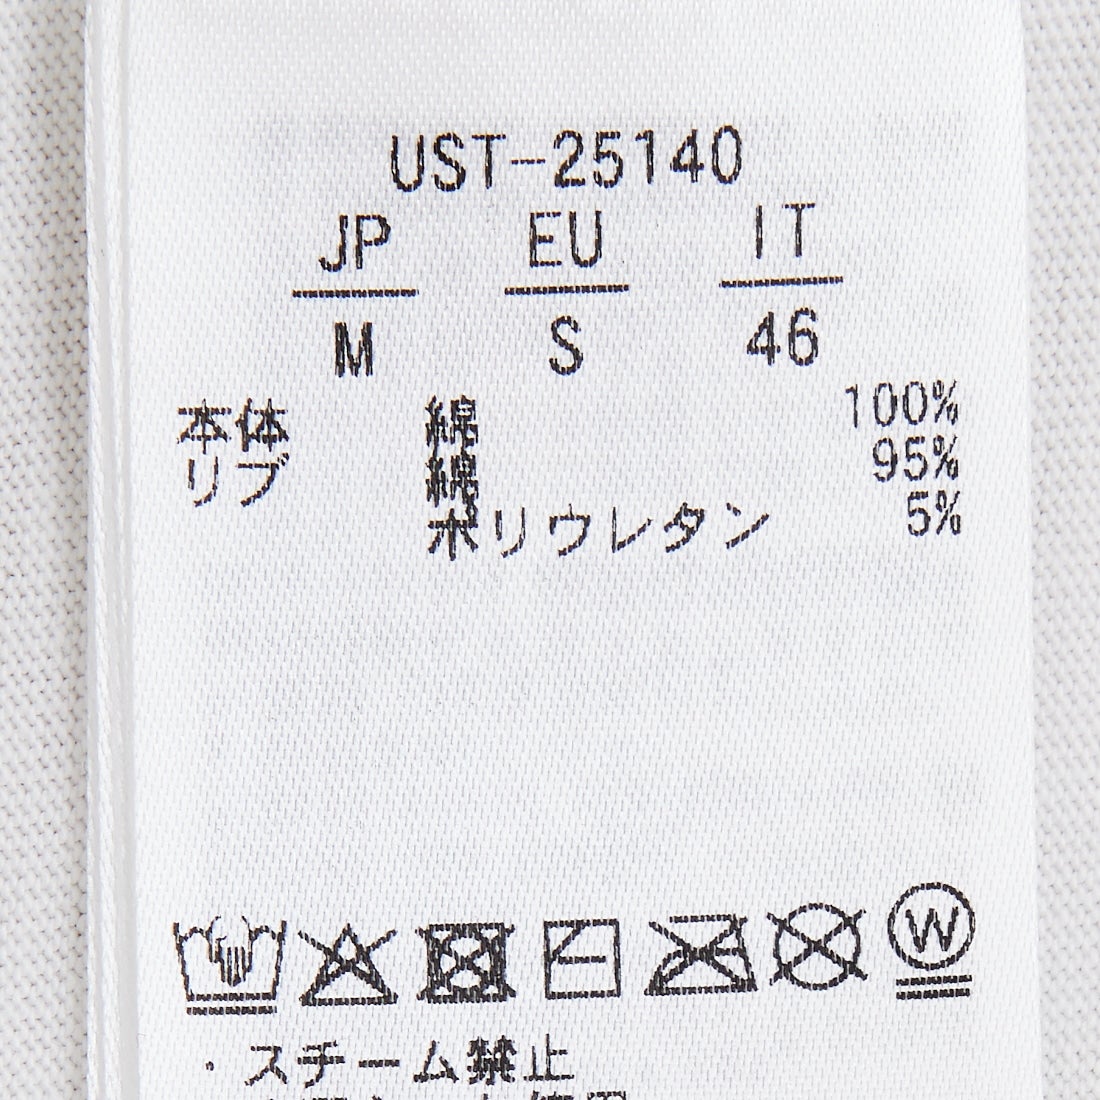 UST-25140
JP EU IT
M S 46
本体 綿 100%
リブ 綿 95%
ポリウレタン 5%
W
・スチーム禁止